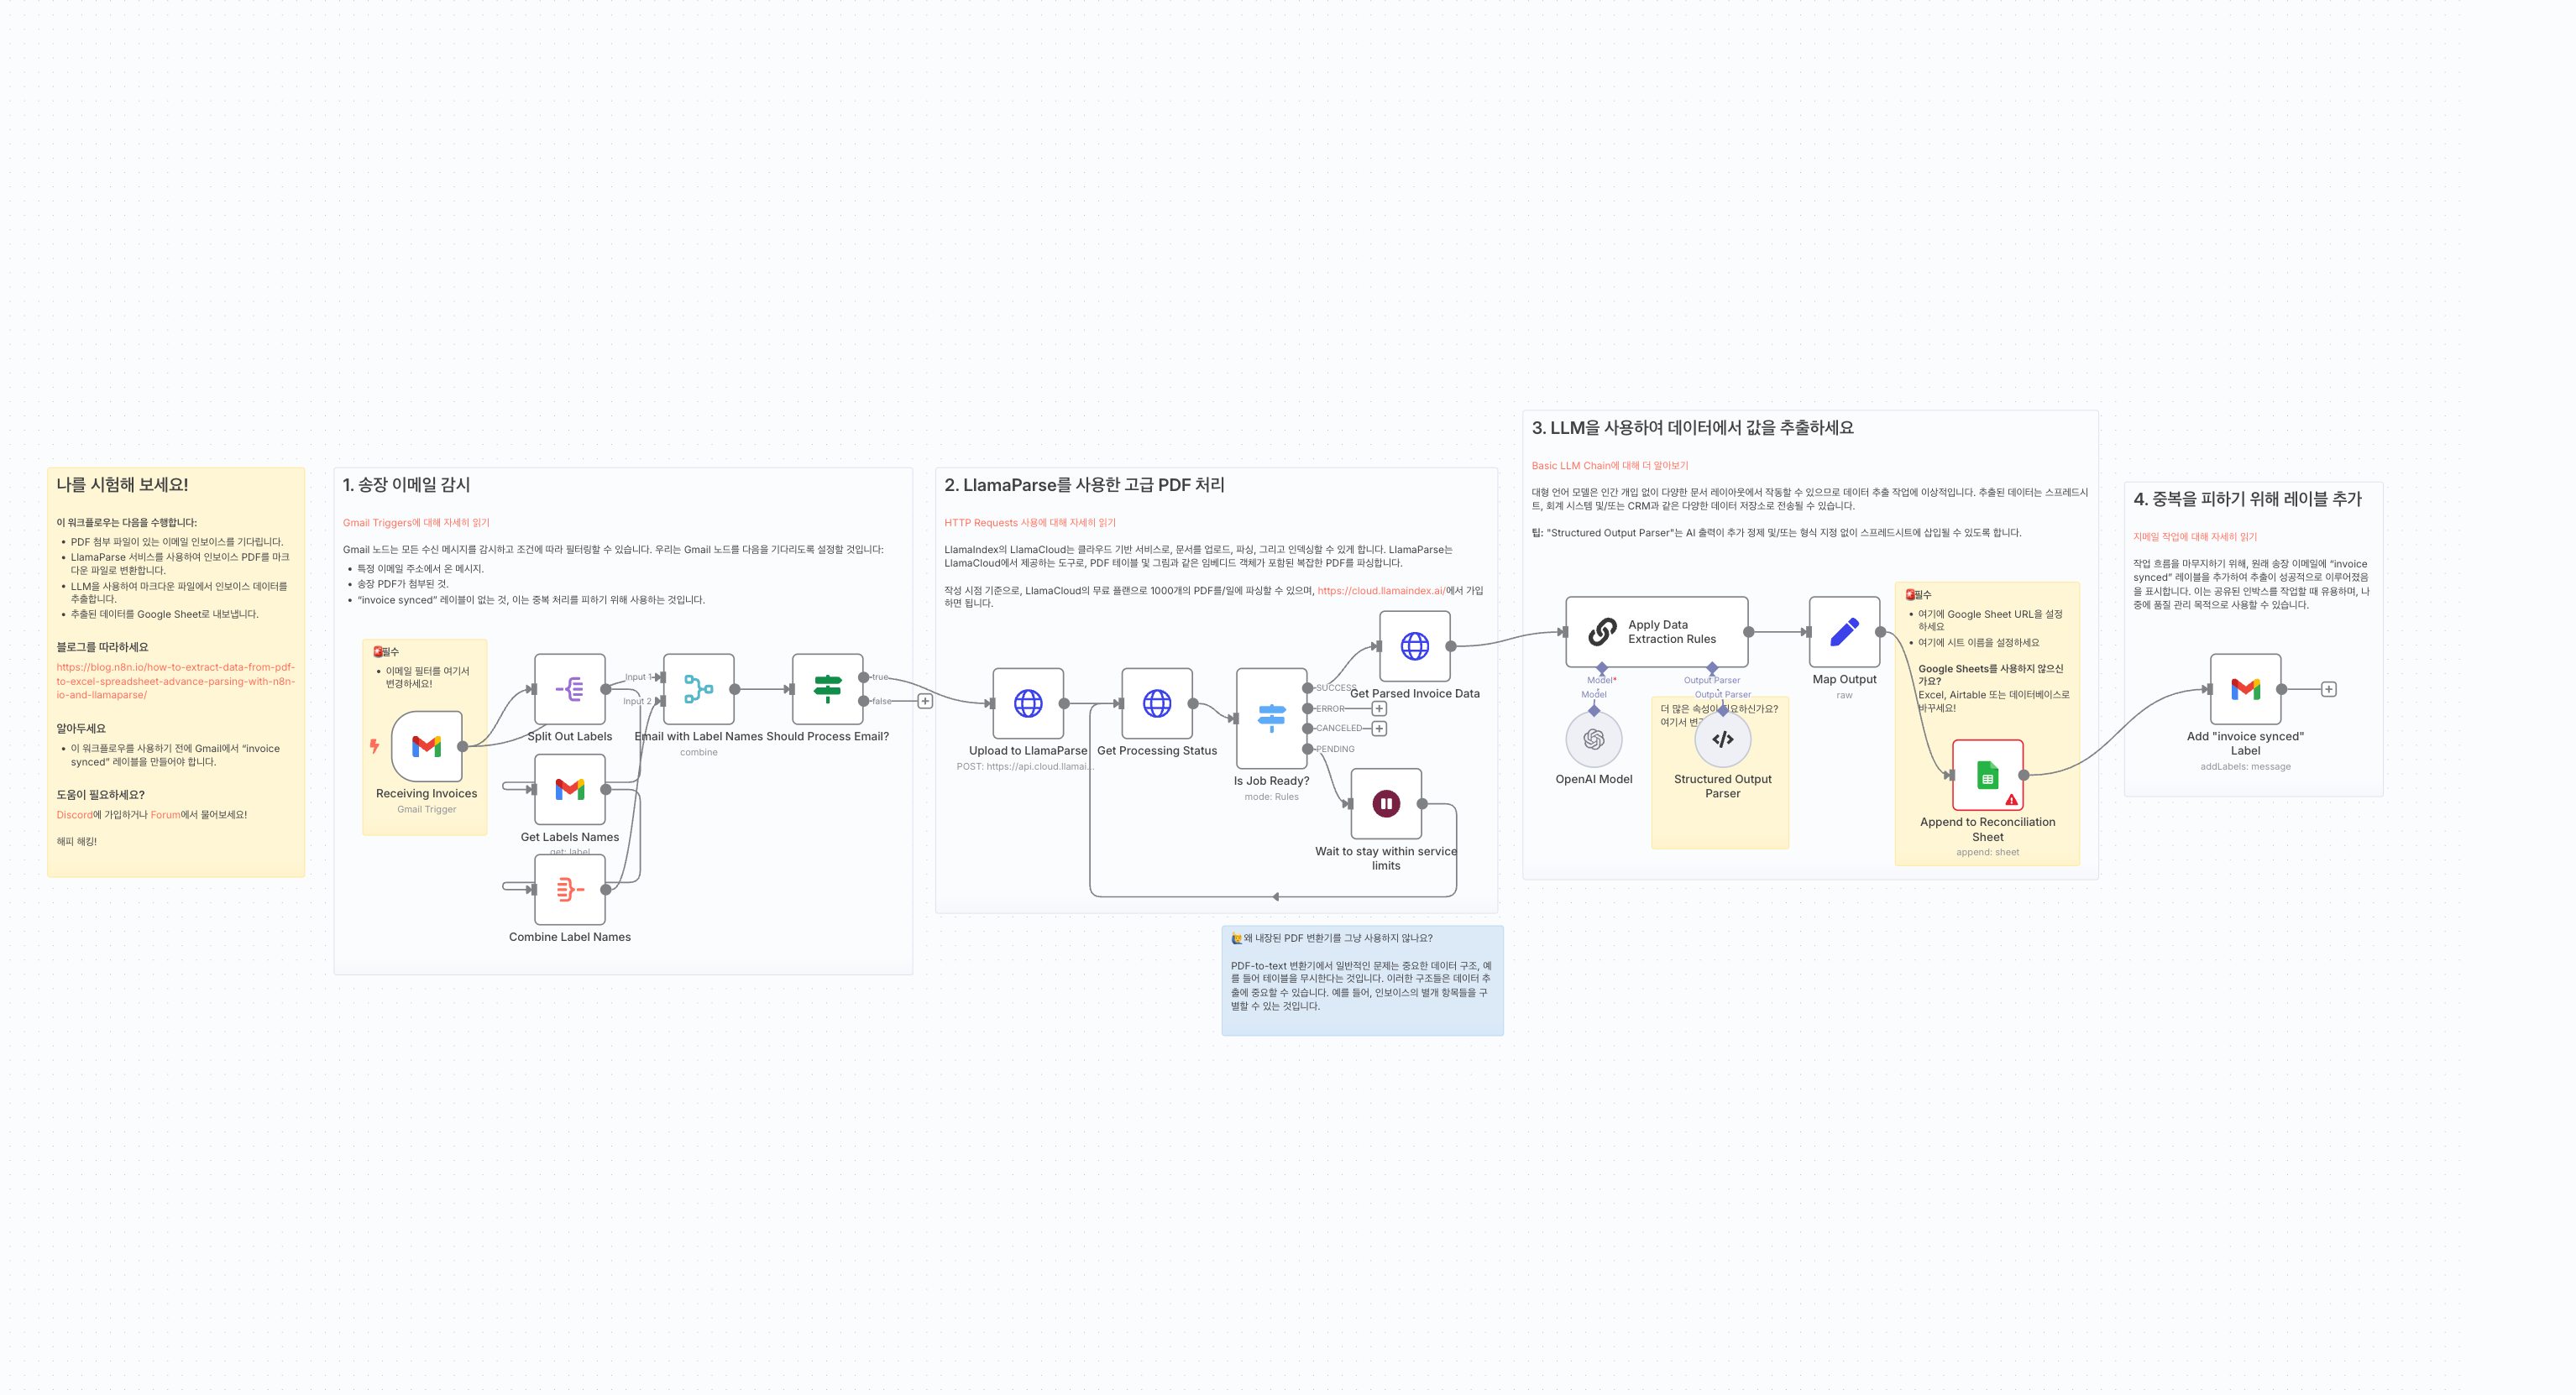 나를 시험해 보세요!
이 워크플로우는 다음을 수행합니다:
• PDF 첨부 파일이 있는 이메일 인보이스를 기다립니다.
• LlamaParse 서비스를 사용하여 인보이스 PDF를 마크
다운 파일로 변환합니다.
• LLM을 사용하여 마크다운 파일에서 인보이스 데이터를
추출합니다.
• 추출된 데이터를 Google Sheet로 내보냅니다.
블로그를 따라하세요
https://blog.n8n.io/how-to-extract-data-from-pdf-
to-excel-spreadsheet-advance-parsing-with-n8n-
io-and-llamaparse/
알아두세요
• 이 워크플로우를 사용하기 전에 Gmail에서 “invoice
synced” 레이블을 만들어야 합니다.
도움이 필요하세요?
Discord에 가입하거나 Forum에서 물어보세요!
해피 해킹!
1. 송장 이메일 감시
Gmail Triggers에 대해 자세히 읽기
Gmail 노드는 모든 수신 메시지를 감시하고 조건에 따라 필터링할 수 있습니다. 우리는 Gmail 노드를 다음을 기다리도록 설정할 것입니다:
• 특정 이메일 주소에서 온 메시지.
• 송장 PDF가 첨부된 것.
• “invoice synced” 레이블이 없는 것, 이는 중복 처리를 피하기 위해 사용하는 것입니다.
🚨필수
• 이메일 필터를 여기서
변경하세요!
Receiving Invoices
Gmail Trigger
Split Out Labels
Get Labels Names
get: label
Combine Label Names
Input 1
Input 2
Email with Label Names
combine
Should Process Email?
true
false
2. LlamaParse를 사용한 고급 PDF 처리
HTTP Requests 사용에 대해 자세히 읽기
LlamaIndex의 LlamaCloud는 클라우드 기반 서비스로, 문서를 업로드, 파싱, 그리고 인덱싱할 수 있게 합니다. LlamaParse는
LlamaCloud에서 제공하는 도구로, PDF 테이블 및 그림과 같은 임베디드 객체가 포함된 복잡한 PDF를 파싱합니다.
작성 시점 기준으로, LlamaCloud의 무료 플랜으로 1000개의 PDF를/일에 파싱할 수 있으며, https://cloud.llamaindex.ai/에서 가입
하면 됩니다.
Upload to LlamaParse
POST: https://api.cloud.llamai...
Get Processing Status
Is Job Ready?
mode: Rules
SUCCESS
ERROR
CANCELED
PENDING
Get Parsed Invoice Data
Wait to stay within service
limits
🙋‍♂️왜 내장된 PDF 변환기를 그냥 사용하지 않나요?
PDF-to-text 변환기에서 일반적인 문제는 중요한 데이터 구조, 예
를 들어 테이블을 무시한다는 것입니다. 이러한 구조들은 데이터 추
출에 중요할 수 있습니다. 예를 들어, 인보이스의 별개 항목들을 구
별할 수 있는 것입니다.
3. LLM을 사용하여 데이터에서 값을 추출하세요
Basic LLM Chain에 대해 더 알아보기
대형 언어 모델은 인간 개입 없이 다양한 문서 레이아웃에서 작동할 수 있으므로 데이터 추출 작업에 이상적입니다. 추출된 데이터는 스프레드시
트, 회계 시스템 및/또는 CRM과 같은 다양한 데이터 저장소로 전송될 수 있습니다.
팁: "Structured Output Parser"는 AI 출력이 추가 정제 및/또는 형식 지정 없이 스프레드시트에 삽입될 수 있도록 합니다.
Apply Data
Extraction Rules
Model*
Model
Output Parser
Output Parser
더 많은 속성이 필요하신가요?
여기서
OpenAI Model
Structured Output
Parser
Map Output
raw
🚨필수
• 여기에 Google Sheet URL을 설정
하세요
• 여기에 시트 이름을 설정하세요
Google Sheets를 사용하지 않으신
가요?
Excel, Airtable 또는 데이터베이스로
바꾸세요!
Append to Reconciliation
Sheet
append: sheet
4. 중복을 피하기 위해 레이블 추가
지메일 작업에 대해 자세히 읽기
작업 흐름을 마무지하기 위해, 원래 송장 이메일에 “invoice
synced” 레이블을 추가하여 추출이 성공적으로 이루어졌음
을 표시합니다. 이는 공유된 인박스를 작업할 때 유용하며, 나
중에 품질 관리 목적으로 사용할 수 있습니다.
Add "invoice synced"
Label
addLabels: message